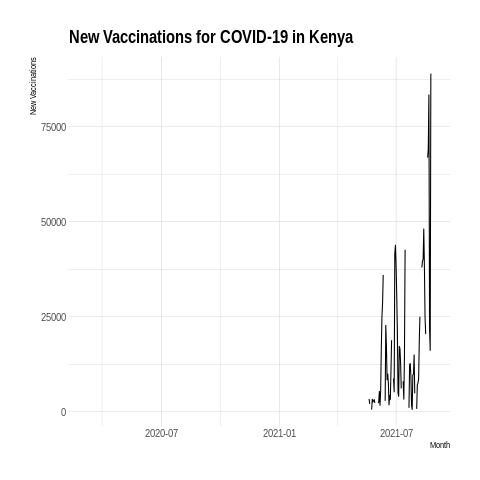 New Vaccinations for COVID-19 in Kenya
New Vaccinations
75000
50000
25000
0
2020-07
2021-01
2021-07
Month